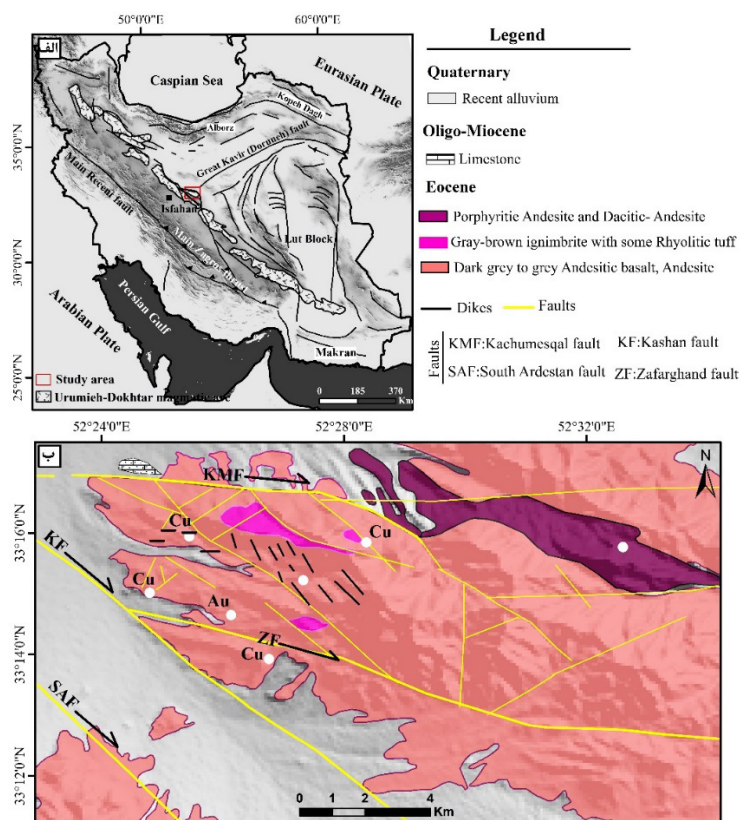 50°0'0"E
60°0'0"E
الف
Caspian Sea
Eurasian Plate
Kopeh Dagh
Alborz
35°0'0"N
Great Kavir (Doruneh) fault
Main Recent fault
Isfahan
Lut Block
Main Zagros thrust
30°0'0"N
Persian Gulf
Arabian Plate
Makran
25°0'0"N
Study area
0 185 370
Km
Urumieh-Dokhtar magmatic arc
Legend
Quaternary
Recent alluvium
Oligo-Miocene
Limestone
Eocene
Porphyritic Andesite and Dacitic- Andesite
Gray-brown ignimbrite with some Rhyolitic tuff
Dark grey to grey Andesitic basalt, Andesite
Dikes
Faults
Faults
KMF:Kachumesqal fault
KF:Kashan fault
SAF:South Ardestan fault
ZF:Zafarghand fault
52°24'0"E
52°28'0"E
52°32'0"E
ب
N
KMF
33°16'0"N
Cu
Cu
KF
Cu
Au
33°14'0"N
ZF
Cu
SAF
33°12'0"N
0 1 2 4
Km